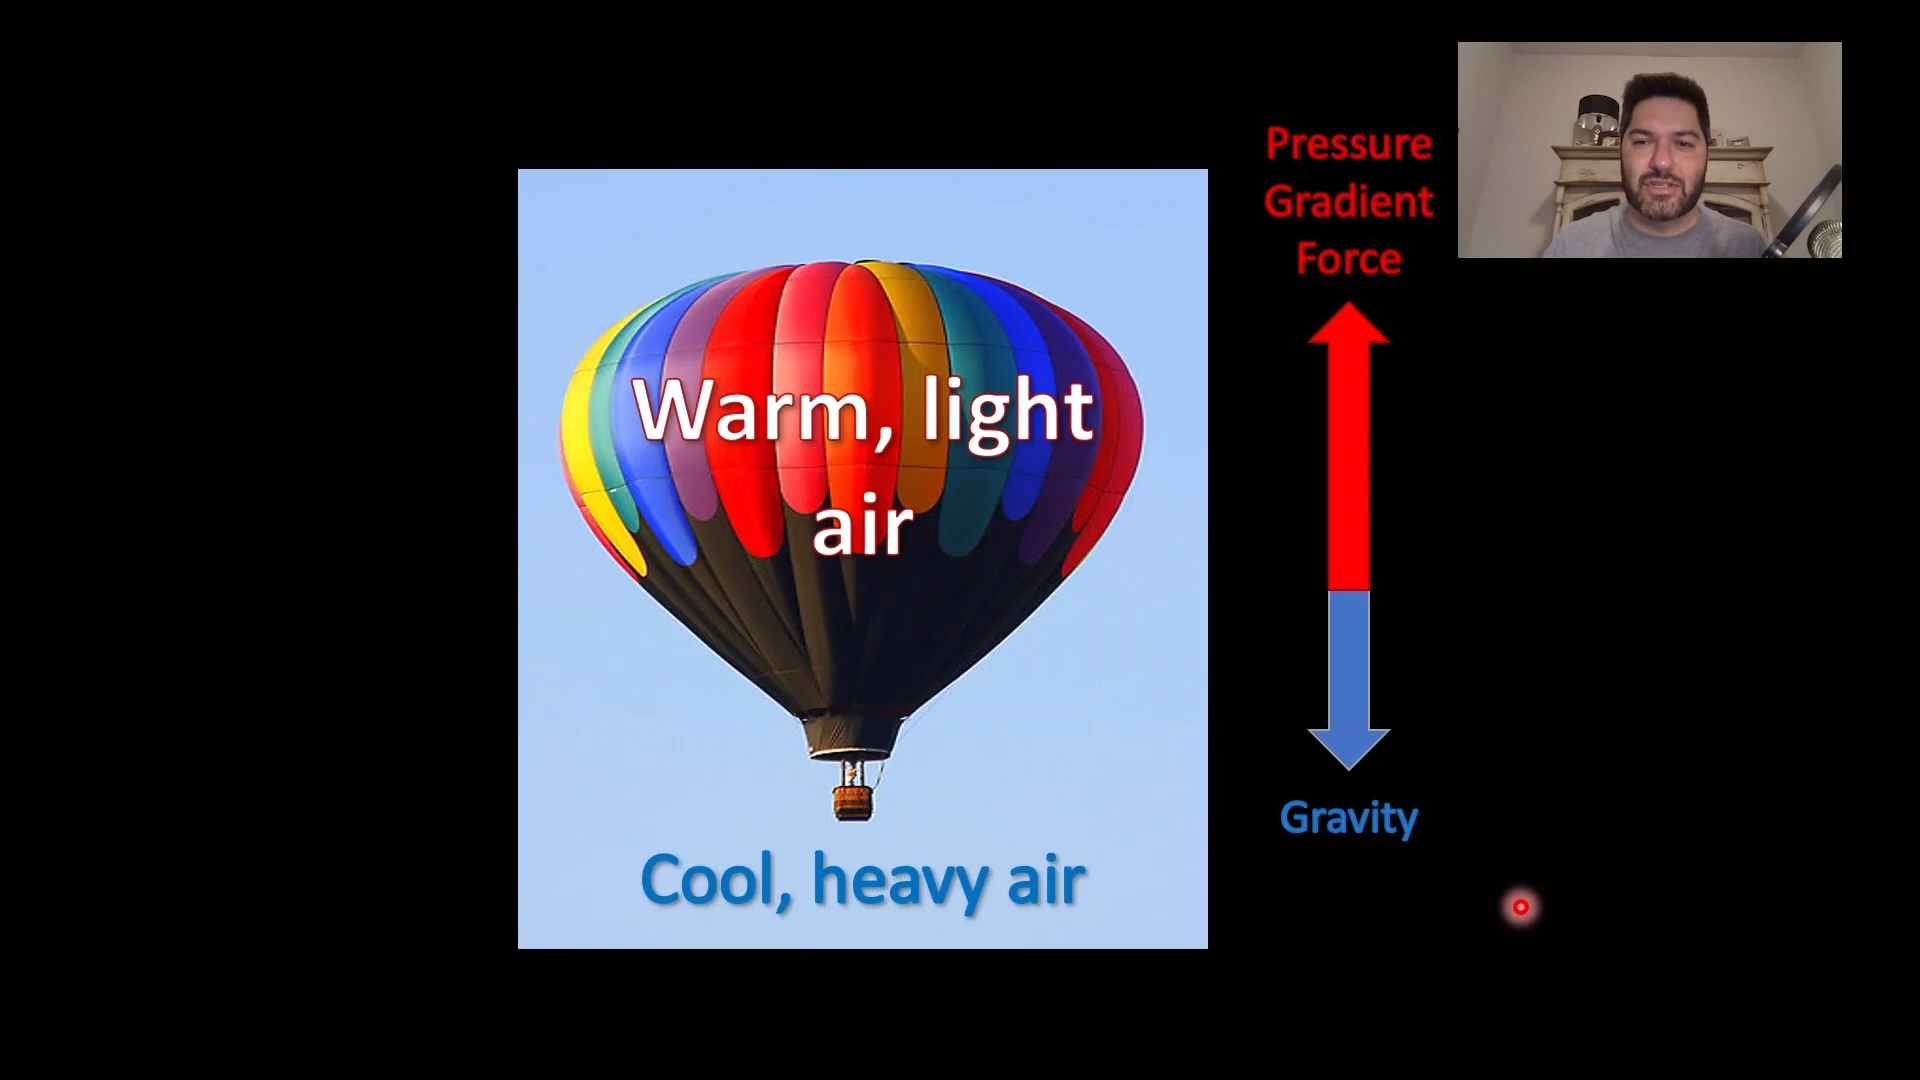 Pressure
Gradient
Force
Warm, light
air
Gravity
Cool, heavy air